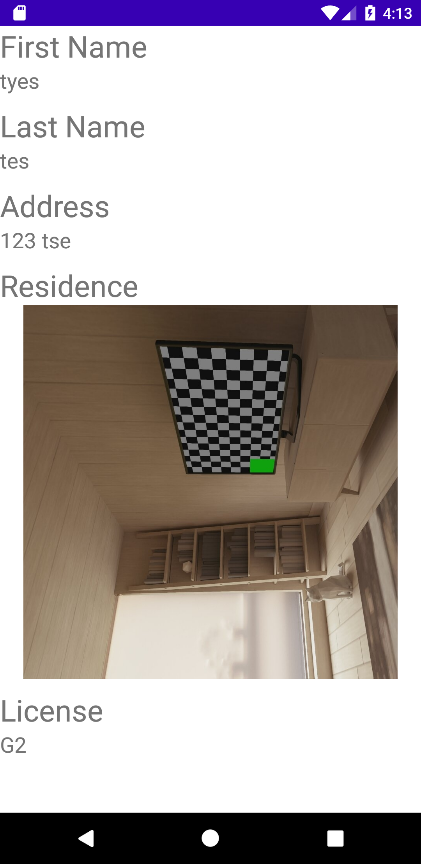 4:13
First Name
tyes
Last Name
tes
Address
123 tse
Residence
License
G2